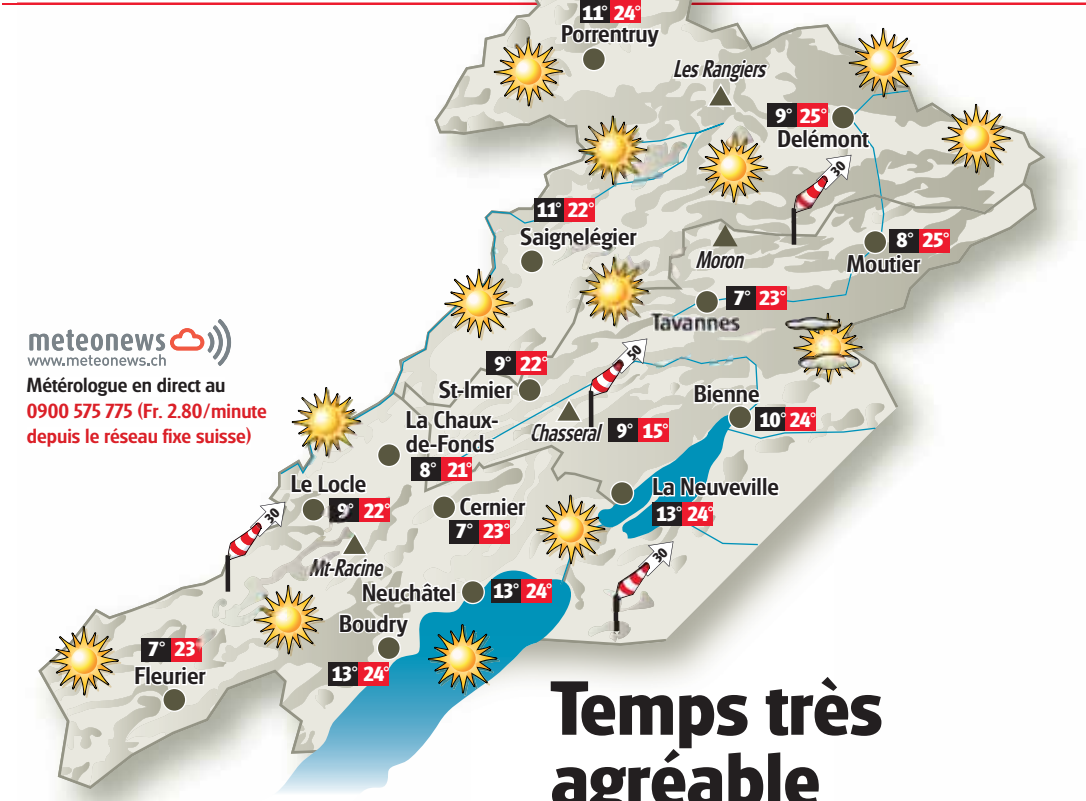 11° 24°
Porrentruy
Les Rangiers
9° 25°
Delémont
30
11° 22°
Saignelégier
Moron
8° 25°
Moutier
7° 23°
Tavannes
meteonews
www.meteonews.ch
Métérologue en direct au
0900 575 775 (Fr. 2.80/minute
depuis le réseau fixe suisse)
50
9° 22°
St-Imier
Bienne
10° 24°
Chasseral 9° 15°
La Chaux-
de-Fonds
8° 21°
Le Locle
9° 22°
Cernier
7° 23°
La Neuveville
13° 24°
30
Mt-Racine
30
Neuchâtel 13° 24°
Boudry
13° 24°
7° 23
Fleurier
Temps très
agréable